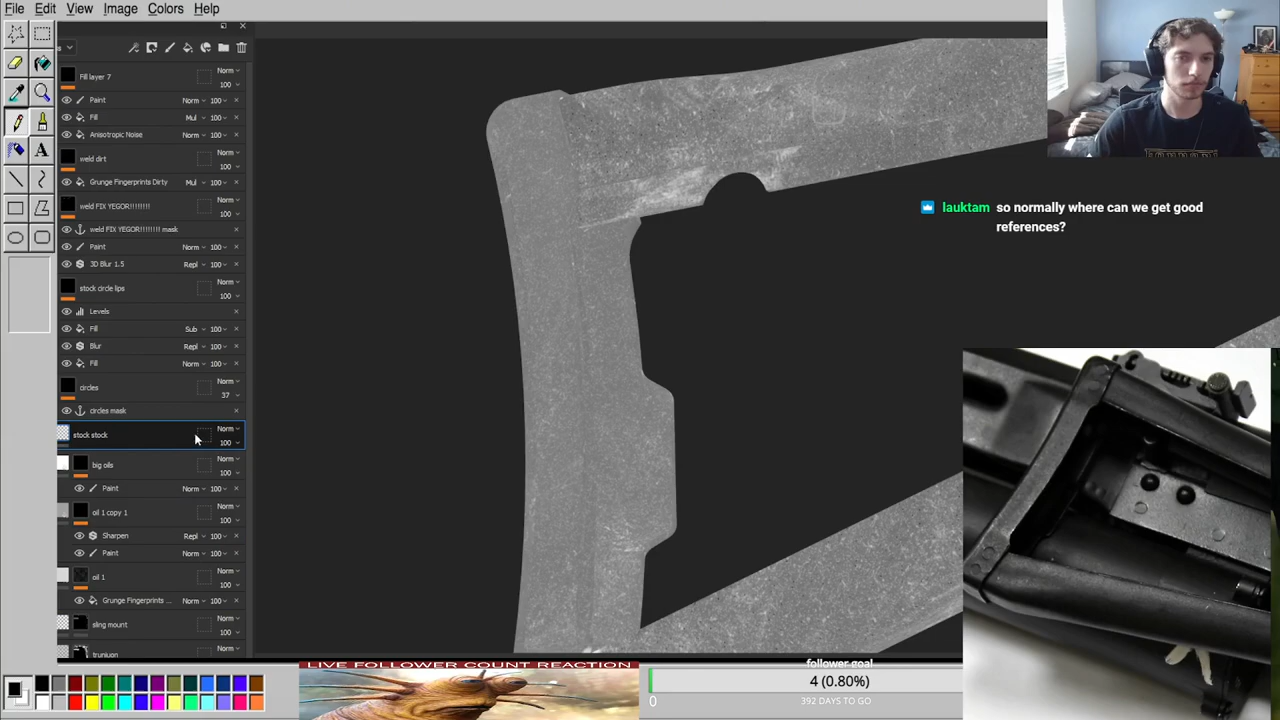 File Edit View Image Colors Help
Fill layer 7 Norm
100
Paint Norm 100
Fill Mul 100
Anisotropic Noise Norm 100
weld dirt Norm
100
Grunge Fingerprints Dirty Mul 100
weld FIX YEGOR!!!!!!!! Norm
100
weld FIX YEGOR!!!!!!!! mask
Paint Norm 100
3D Blur 1.5 Repl 100
stock circle lips Norm
100
Levels
Fill Sub 100
Blur Repl 100
Fill Norm 100
circles Norm
37
circles mask
stock stock Norm
100
big oils Norm
100
Paint Norm 100
oil 1 copy 1 Norm
100
Sharpen Repl 100
Paint Norm 100
oil 1 Norm
100
Grunge Fingerprints ... Norm 100
sling mount Norm
100
trunjuon Norm
lauktam so normally where can we get good
references?
LIVE FOLLOWER COUNT REACTION
follower goal
4 (0.80%)
0
392 DAYS TO GO